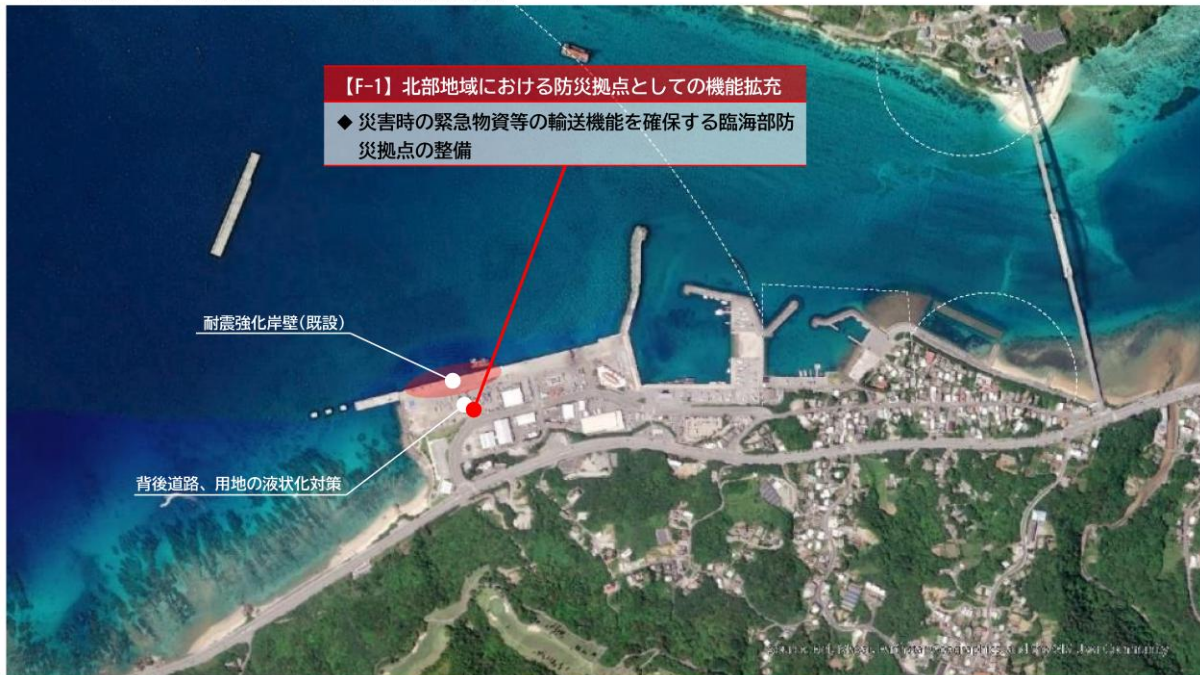 【F-1】北部地域における防災拠点としての機能拡充
◆ 災害時の緊急物資等の輸送機能を確保する臨海部防
災拠点の整備
耐震強化岸壁(既設)
背後道路、用地の液状化対策